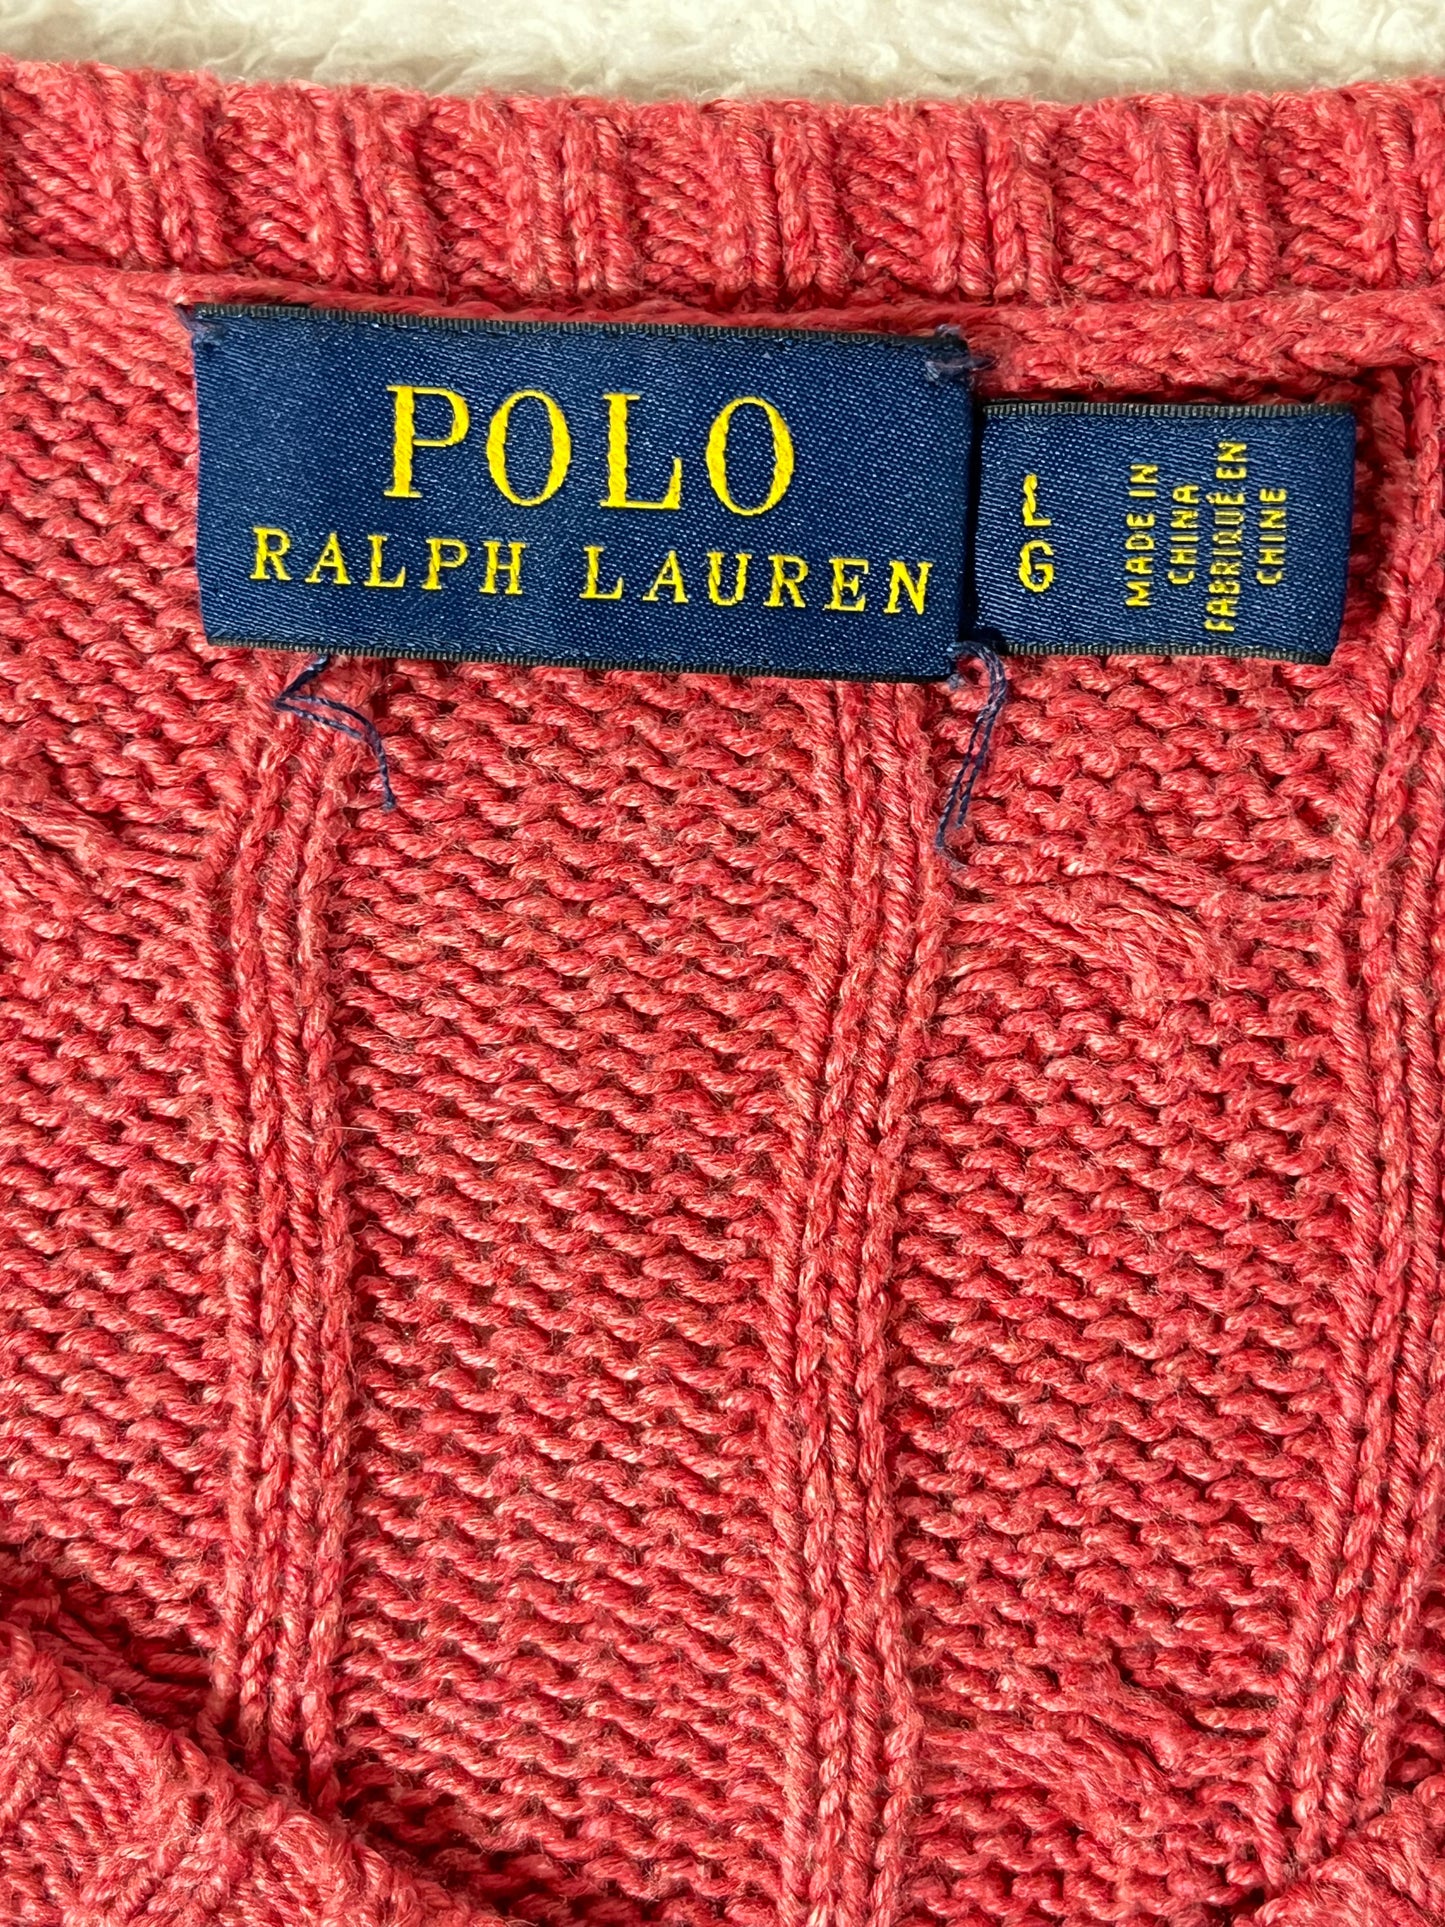 POLO
RALPH LAUREN
L
G
MADE IN
CHINA
FABRIQUÉ EN
CHINE